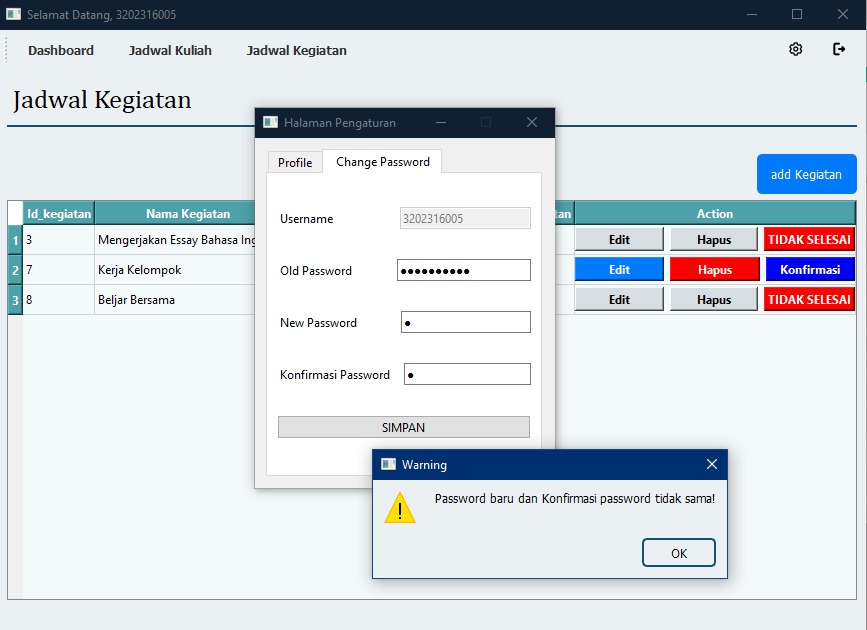 Selamat Datang, 3202316005
Dashboard Jadwal Kuliah Jadwal Kegiatan
Jadwal Kegiatan
Halaman Pengaturan
Profile Change Password
add Kegiatan
Username 3202316005
Old Password
New Password
Konfirmasi Password
SIMPAN
Id_kegiatan Nama Kegiatan tan Action
1 3 Mengerjakan Essay Bahasa Ing Edit Hapus TIDAK SELESAI
2 7 Kerja Kelompok Edit Hapus Konfirmasi
3 8 Beljar Bersama Edit Hapus TIDAK SELESAI
Warning
Password baru dan Konfirmasi password tidak sama!
OK